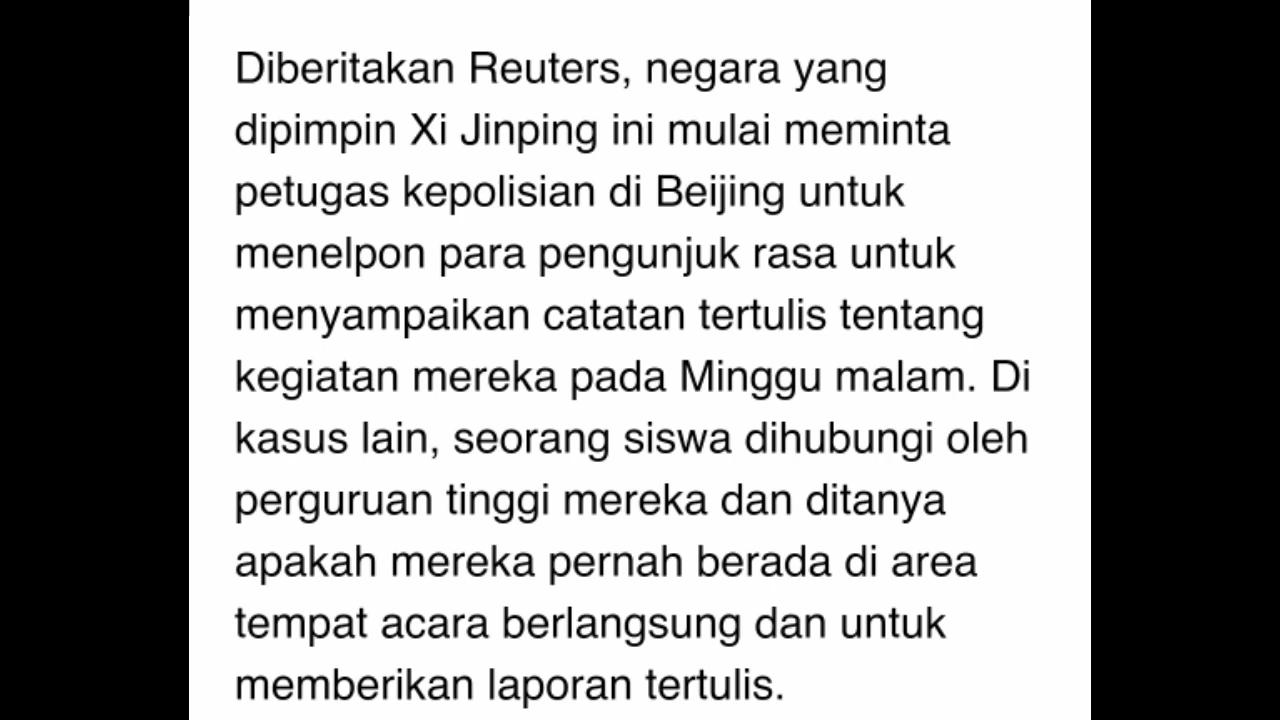 Diberitakan Reuters, negara yang
dipimpin Xi Jinping ini mulai meminta
petugas kepolisian di Beijing untuk
menelpon para pengunjuk rasa untuk
menyampaikan catatan tertulis tentang
kegiatan mereka pada Minggu malam. Di
kasus lain, seorang siswa dihubungi oleh
perguruan tinggi mereka dan ditanya
apakah mereka pernah berada di area
tempat acara berlangsung dan untuk
memberikan laporan tertulis.